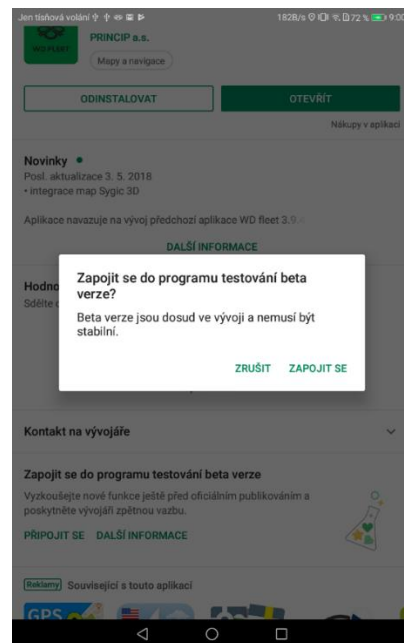 Jen tísňová volání
182B/s 72 % 9:00
WD FLEET
PRINCIP a.s.
Mapy a navigace
ODINSTALOVAT
OTEVŘÍT
Nákupy v aplikaci
Novinky
Posl. aktualizace 3. 5. 2018
• integrace map Sygic 3D
Aplikace navazuje na vývoj předchozí aplikace WD fleet 3.9.
DALŠÍ INFORMACE
Hodno
Sdělte
Zapojit se do programu testování beta
verze?
Beta verze jsou dosud ve vývoji a nemusí být
stabilní.
ZRUŠIT ZAPOJIT SE
Kontakt na vývojáře
Zapojit se do programu testování beta verze
Vyzkoušejte nové funkce ještě před oficiálním publikováním a
poskytněte vývojáři zpětnou vazbu.
PŘIPOJIT SE DALŠÍ INFORMACE
Reklamy Související s touto aplikací
GPS